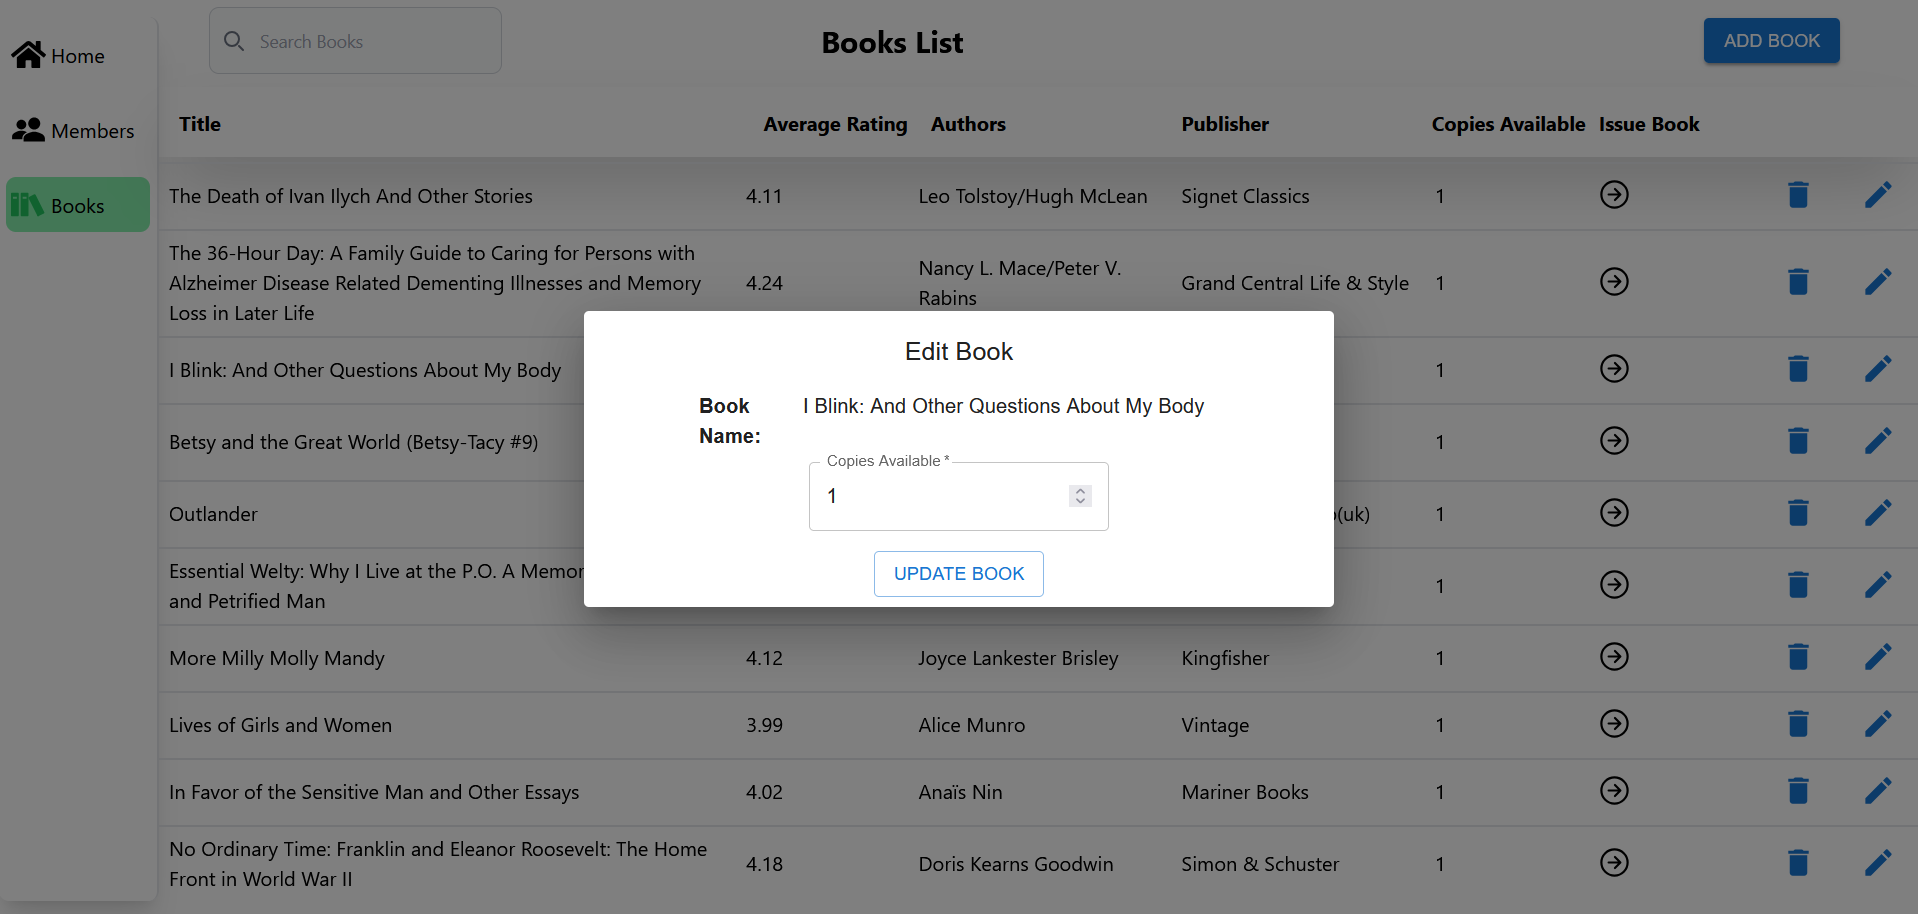 Home
Members
Books
Search Books
Books List
ADD BOOK
Title Average Rating Authors Publisher Copies Available Issue Book
The Death of Ivan Ilych And Other Stories 4.11 Leo Tolstoy/Hugh McLean Signet Classics 1
The 36-Hour Day: A Family Guide to Caring for Persons with
Alzheimer Disease Related Dementing Illnesses and Memory
Loss in Later Life
4.24
Nancy L. Mace/Peter V.
Rabins
Grand Central Life & Style 1
I Blink: And Other Questions About My Body 1
Betsy and the Great World (Betsy-Tacy #9) 1
Outlander (uk) 1
Essential Welty: Why I Live at the P.O. A Memor
and Petrified Man
1
More Milly Molly Mandy 4.12 Joyce Lankester Brisley Kingfisher 1
Lives of Girls and Women 3.99 Alice Munro Vintage 1
In Favor of the Sensitive Man and Other Essays 4.02 Anaïs Nin Mariner Books 1
No Ordinary Time: Franklin and Eleanor Roosevelt: The Home
Front in World War II
4.18 Doris Kearns Goodwin Simon & Schuster 1
Edit Book
Book
Name:
I Blink: And Other Questions About My Body
Copies Available *
1
UPDATE BOOK